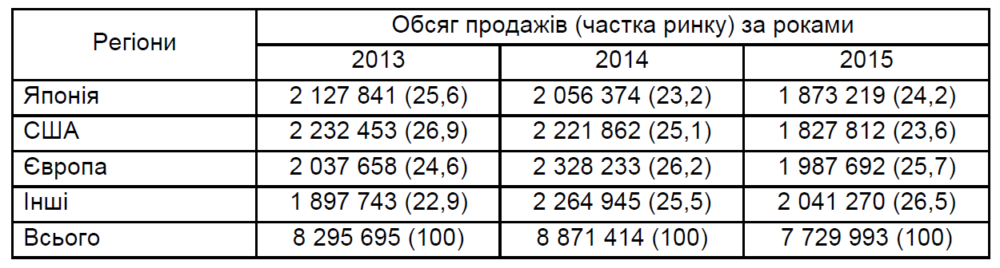 Регіони
Обсяг продажів (частка ринку) за роками
2013 2014 2015
Японія 2 127 841 (25,6) 2 056 374 (23,2) 1 873 219 (24,2)
США 2 232 453 (26,9) 2 221 862 (25,1) 1 827 812 (23,6)
Європа 2 037 658 (24,6) 2 328 233 (26,2) 1 987 692 (25,7)
Інші 1 897 743 (22,9) 2 264 945 (25,5) 2 041 270 (26,5)
Всього 8 295 695 (100) 8 871 414 (100) 7 729 993 (100)